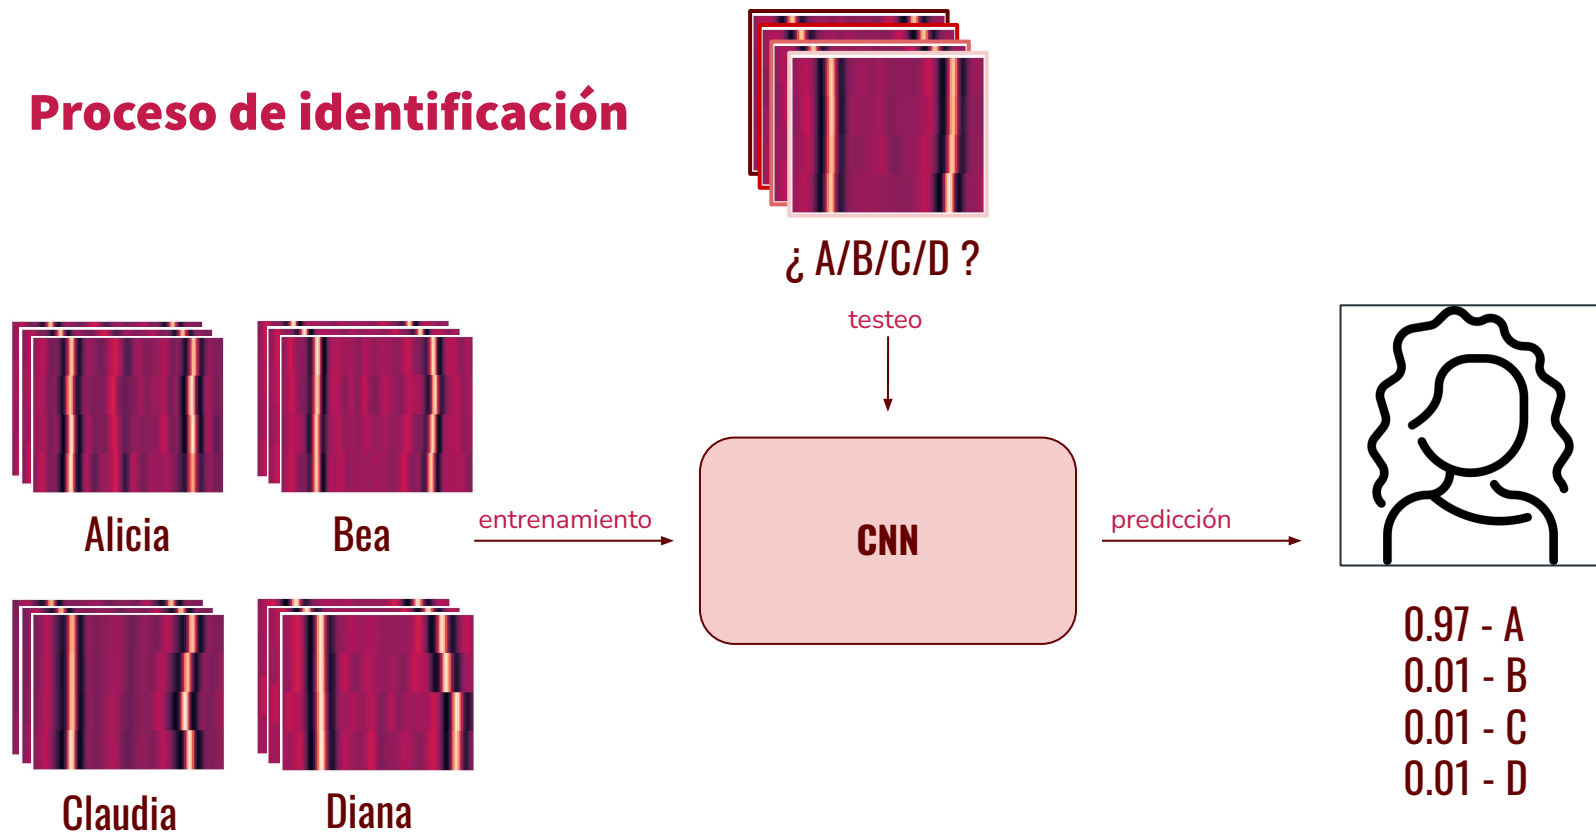 Proceso de identificación
¿ A/B/C/D ?
testeo
Alicia
Bea
Claudia
Diana
entrenamiento
CNN
predicción
0.97 - A
0.01 - B
0.01 - C
0.01 - D